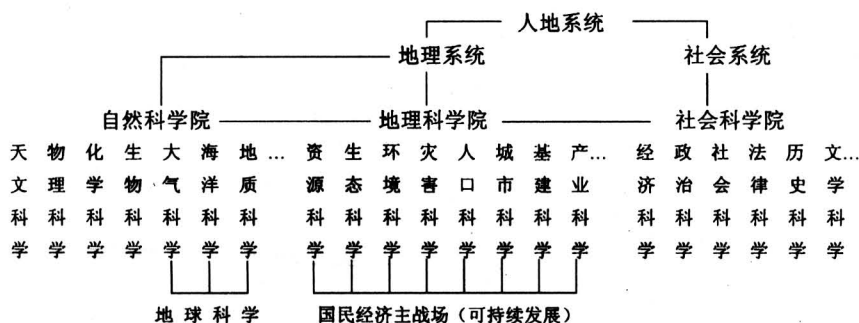 人地系统
地理系统
社会系统
自然科学院
地理科学院
社会科学院
天文科学
物理科学
化学科学
生物科学
大气科学
海洋科学
地质科学
...
资源科学
生态科学
环境科学
灾害科学
人口科学
城市科学
基建科学
产业科学
...
经济科学
政治科学
社会科学
法律科学
历史科学
文学科学
...
地球科学
国民经济主战场（可持续发展）